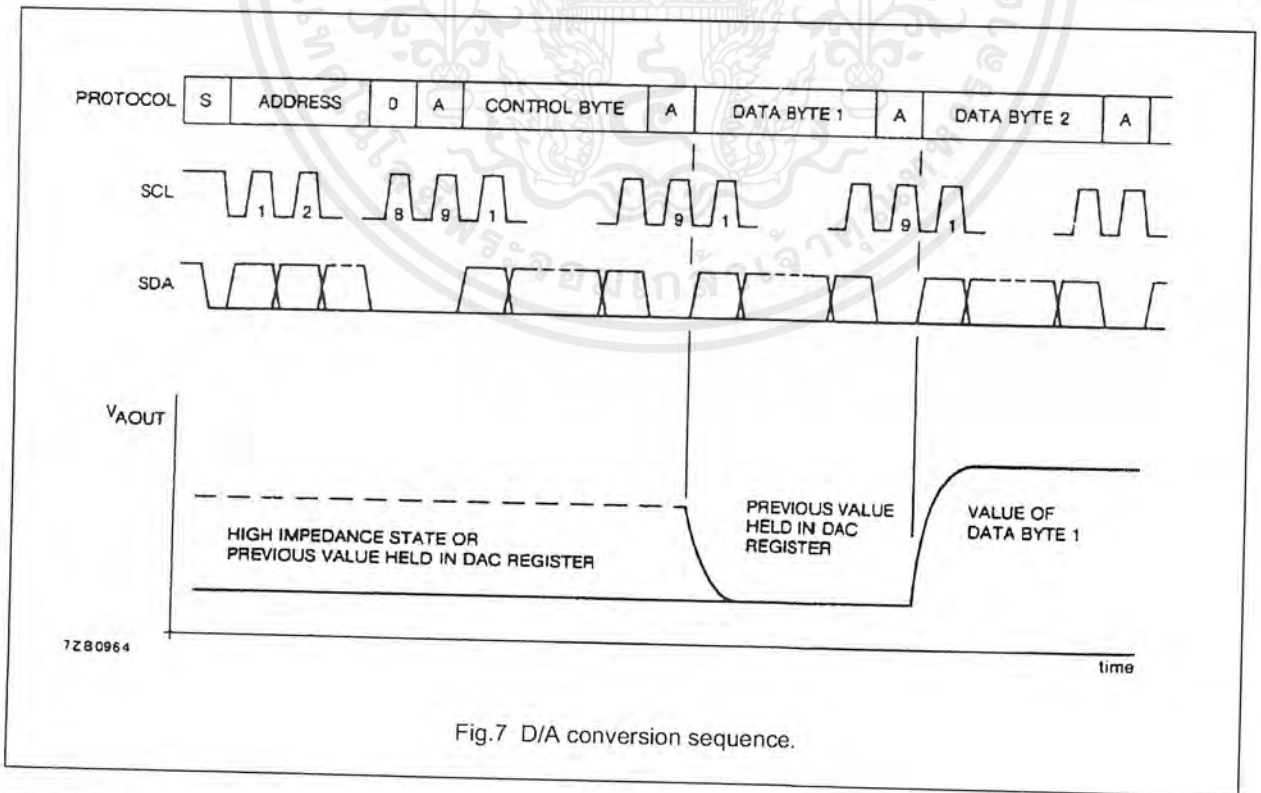 PROTOCOL S ADDRESS 0 A CONTROL BYTE A DATA BYTE 1 A DATA BYTE 2 A
SCL 1 2 8 9 1 9 1 9 1
SDA
VAOUT
HIGH IMPEDANCE STATE OR
PREVIOUS VALUE HELD IN DAC REGISTER
PREVIOUS VALUE
HELD IN DAC
REGISTER
VALUE OF
DATA BYTE 1
7ZB0964
time
Fig.7 D/A conversion sequence.